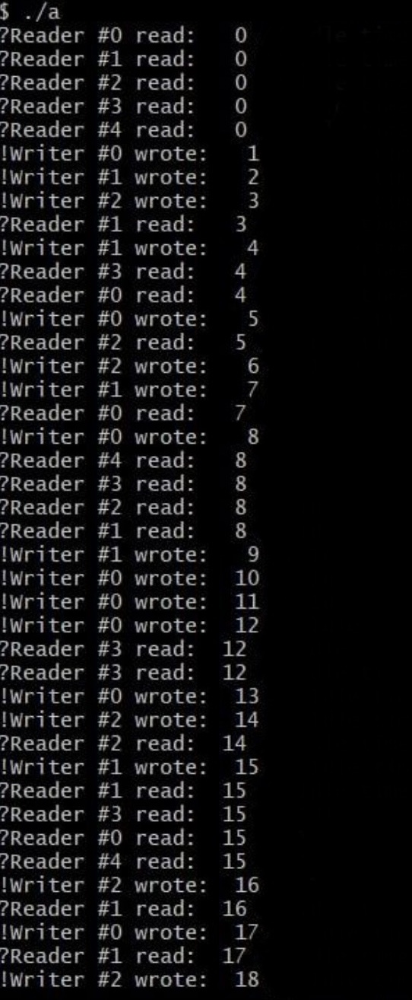 $ ./a
?Reader #0 read:   0
?Reader #1 read:   0
?Reader #2 read:   0
?Reader #3 read:   0
?Reader #4 read:   0
!Writer #0 wrote:   1
!Writer #1 wrote:   2
!Writer #2 wrote:   3
?Reader #1 read:   3
!Writer #1 wrote:   4
?Reader #3 read:   4
?Reader #0 read:   4
!Writer #0 wrote:   5
?Reader #2 read:   5
!Writer #2 wrote:   6
!Writer #1 wrote:   7
?Reader #0 read:   7
!Writer #0 wrote:   8
?Reader #4 read:   8
?Reader #3 read:   8
?Reader #2 read:   8
?Reader #1 read:   8
!Writer #1 wrote:   9
!Writer #0 wrote:  10
!Writer #0 wrote:  11
!Writer #0 wrote:  12
?Reader #3 read:  12
?Reader #3 read:  12
!Writer #0 wrote:  13
!Writer #2 wrote:  14
?Reader #2 read:  14
!Writer #1 wrote:  15
?Reader #1 read:  15
?Reader #3 read:  15
?Reader #0 read:  15
?Reader #4 read:  15
!Writer #2 wrote:  16
?Reader #1 read:  16
!Writer #0 wrote:  17
?Reader #1 read:  17
!Writer #2 wrote:  18